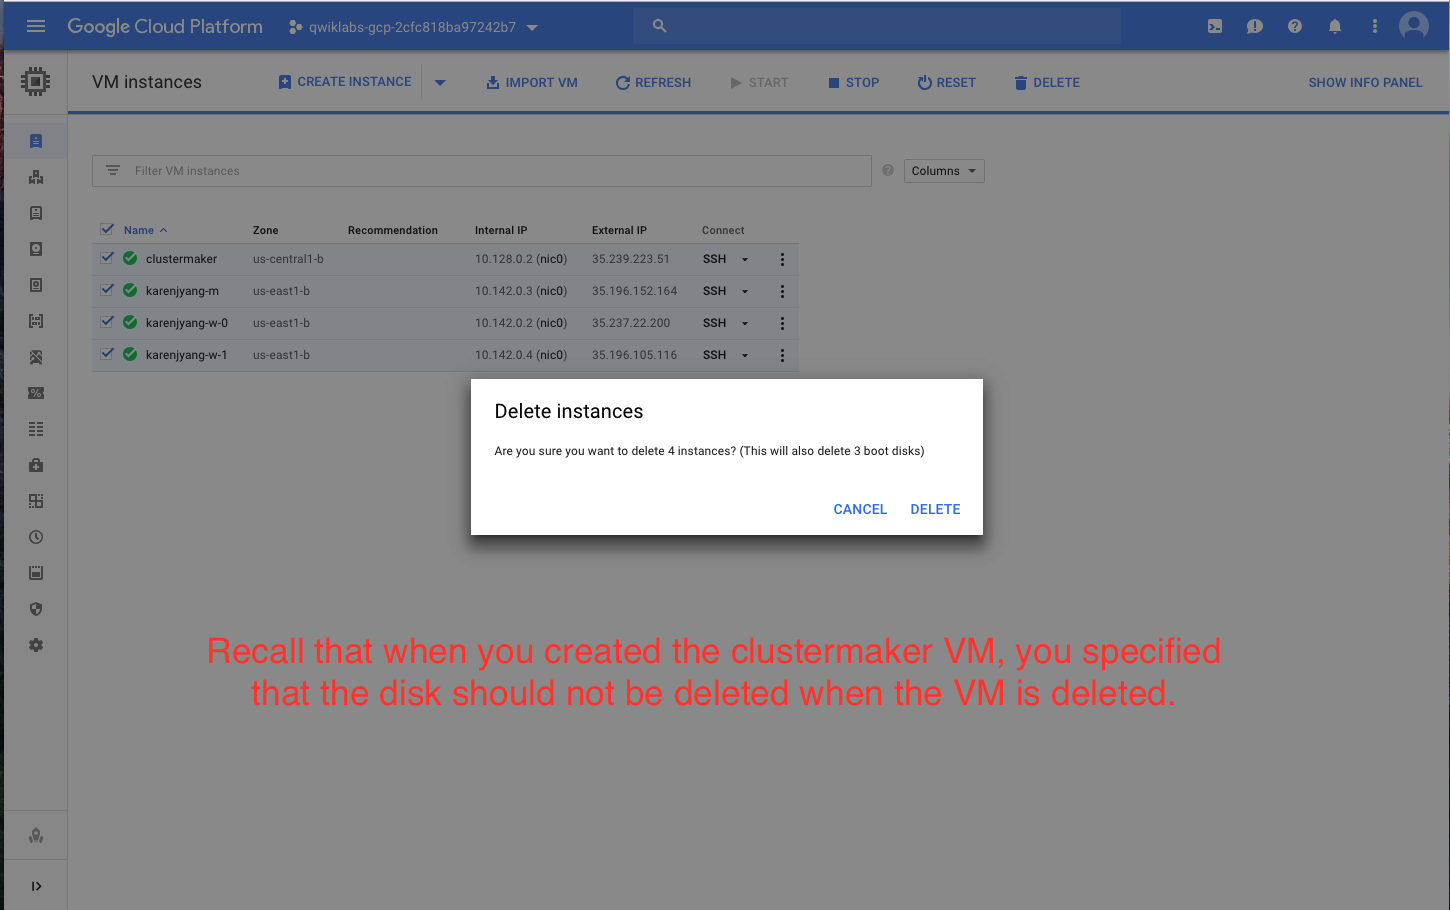 Google Cloud Platform
qwiklabs-gcp-2cfc818ba97242b7
VM instances
CREATE INSTANCE
IMPORT VM
REFRESH
START
STOP
RESET
DELETE
SHOW INFO PANEL
Filter VM instances
Columns
Name Zone Recommendation Internal IP External IP Connect
clustermaker us-central1-b 10.128.0.2 (nic0) 35.239.223.51 SSH
karenjyang-m us-east1-b 10.142.0.3 (nic0) 35.196.152.164 SSH
karenjyang-w-0 us-east1-b 10.142.0.2 (nic0) 35.237.22.200 SSH
karenjyang-w-1 us-east1-b 10.142.0.4 (nic0) 35.196.105.116 SSH
Delete instances
Are you sure you want to delete 4 instances? (This will also delete 3 boot disks)
CANCEL DELETE
Recall that when you created the clustermaker VM, you specified
that the disk should not be deleted when the VM is deleted.